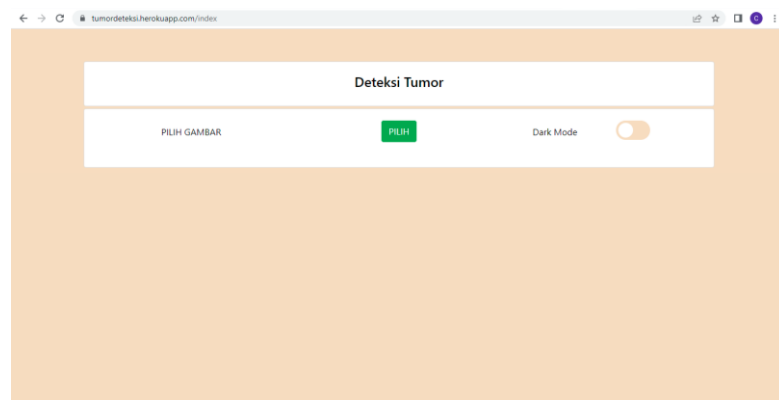 tumordeteksi.herokuapp.com/index
Deteksi Tumor
PILIH GAMBAR PILIH Dark Mode